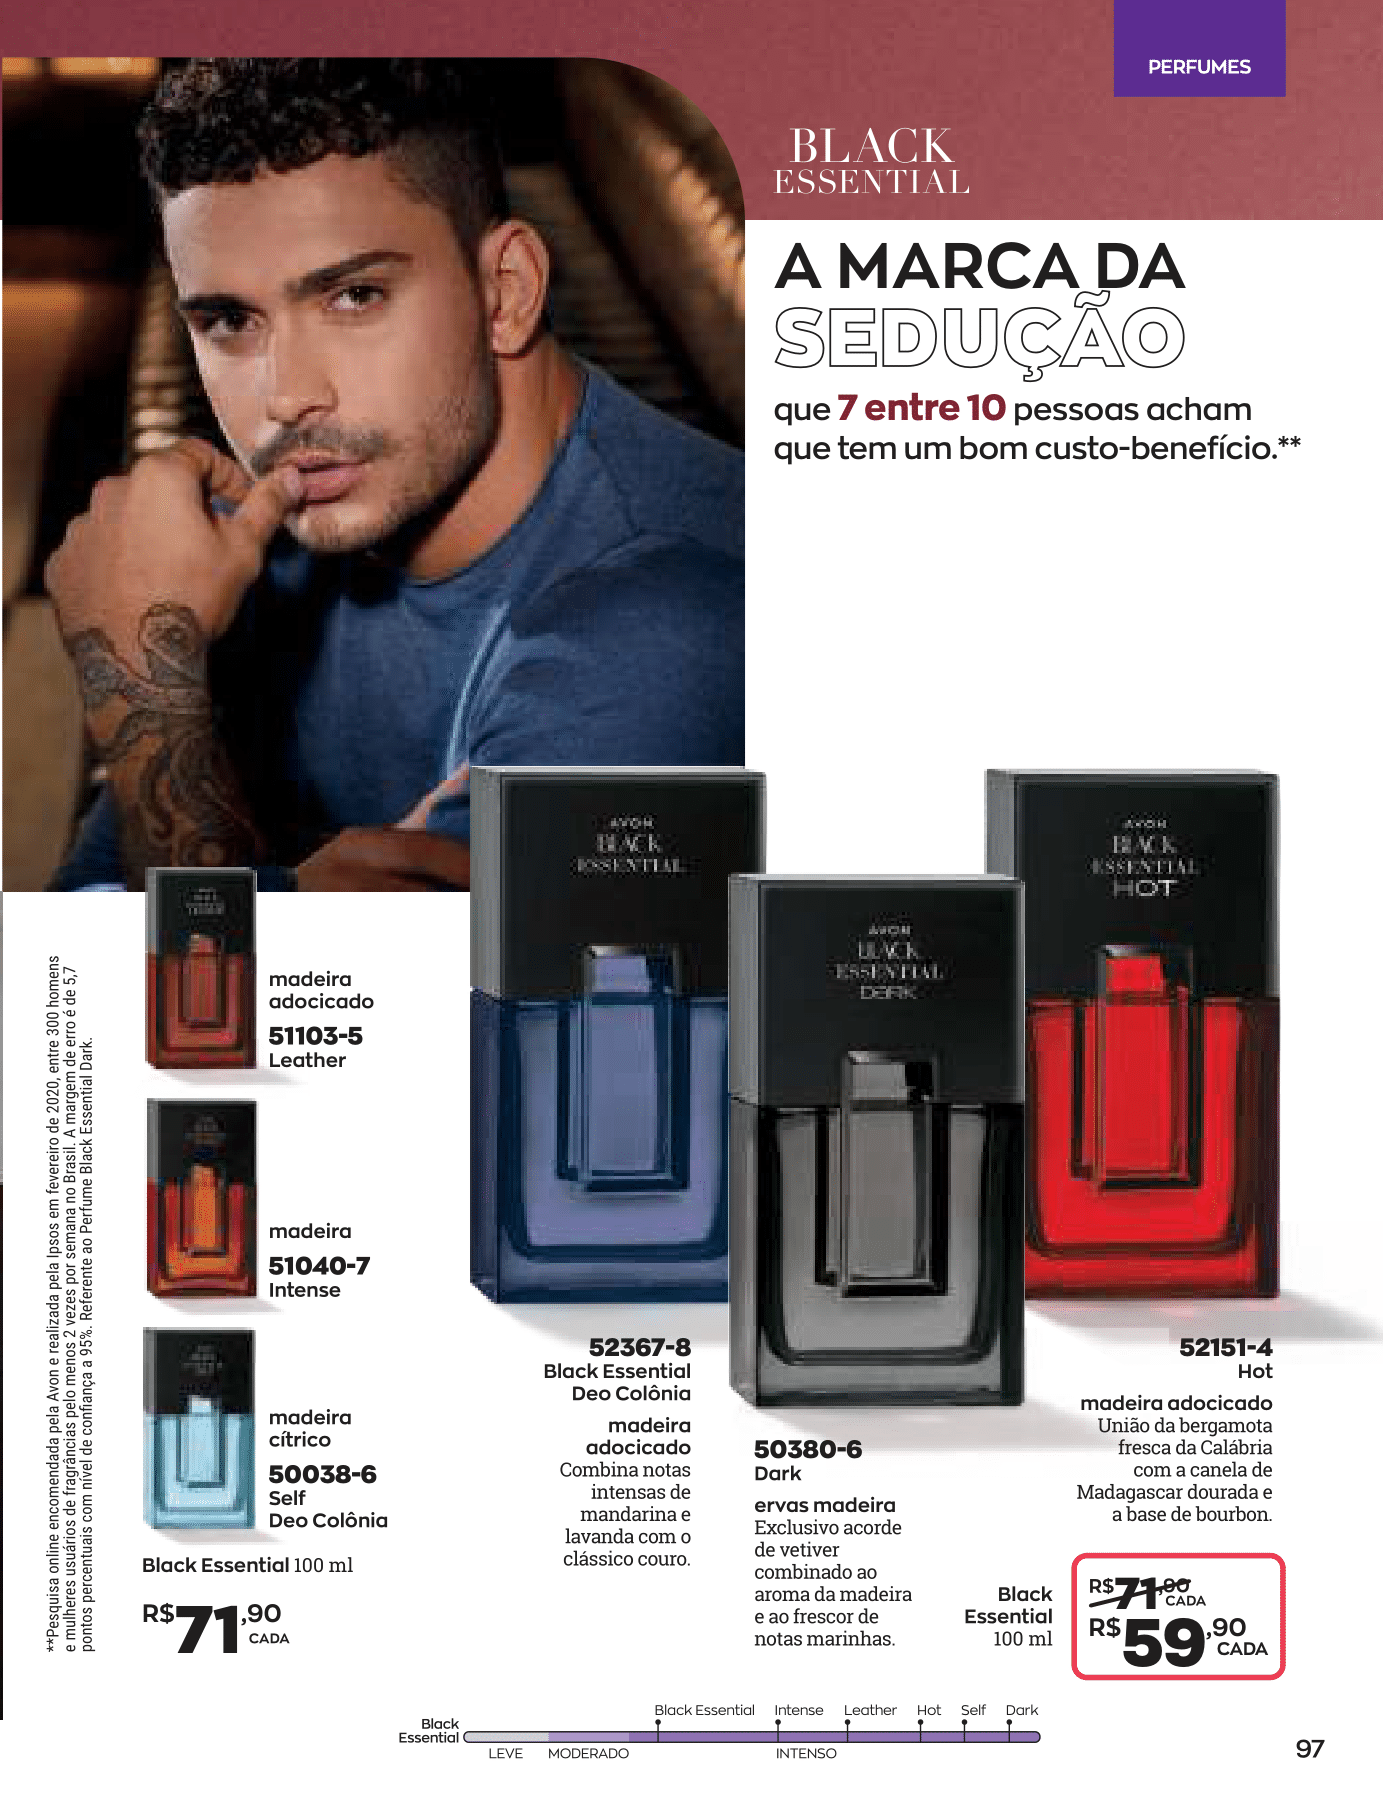 PERFUMES
BLACK
ESSENTIAL
A MARCA DA
SEDUÇÃO
que 7 entre 10 pessoas acham
que tem um bom custo-benefício.**
AVON
BLACK
ESSENTIAL
AVON
BLACK
ESSENTIAL
HOT
AVON
BLACK
ESSENTIAL
DARK
madeira
adocicado
51103-5
Leather
madeira
51040-7
Intense
madeira
cítrico
50038-6
Self
Deo Colônia
Black Essential 100 ml
R$71,90
CADA
52367-8
Black Essential
Deo Colônia
madeira
adocicado
Combina notas
intensas de
mandarina e
lavanda com o
clássico couro.
50380-6
Dark
ervas madeira
Exclusivo acorde
de vetiver
combinado ao
aroma da madeira
e ao frescor de
notas marinhas.
52151-4
Hot
madeira adocicado
União da bergamota
fresca da Calábria
com a canela de
Madagascar dourada e
a base de bourbon.
Black
Essential
100 ml
R$71,90
CADA
R$59,90
CADA
**Pesquisa online encomendada pela Avon e realizada pela Ipsos em fevereiro de 2020, entre 300 homens
e mulheres usuários de fragrâncias pelo menos 2 vezes por semana no Brasil. A margem de erro é de 5,7
pontos percentuais com nível de confiança a 95%. Referente ao Perfume Black Essential Dark.
Black Essential Intense Leather Hot Self Dark
Black
Essential
LEVE MODERADO INTENSO
97